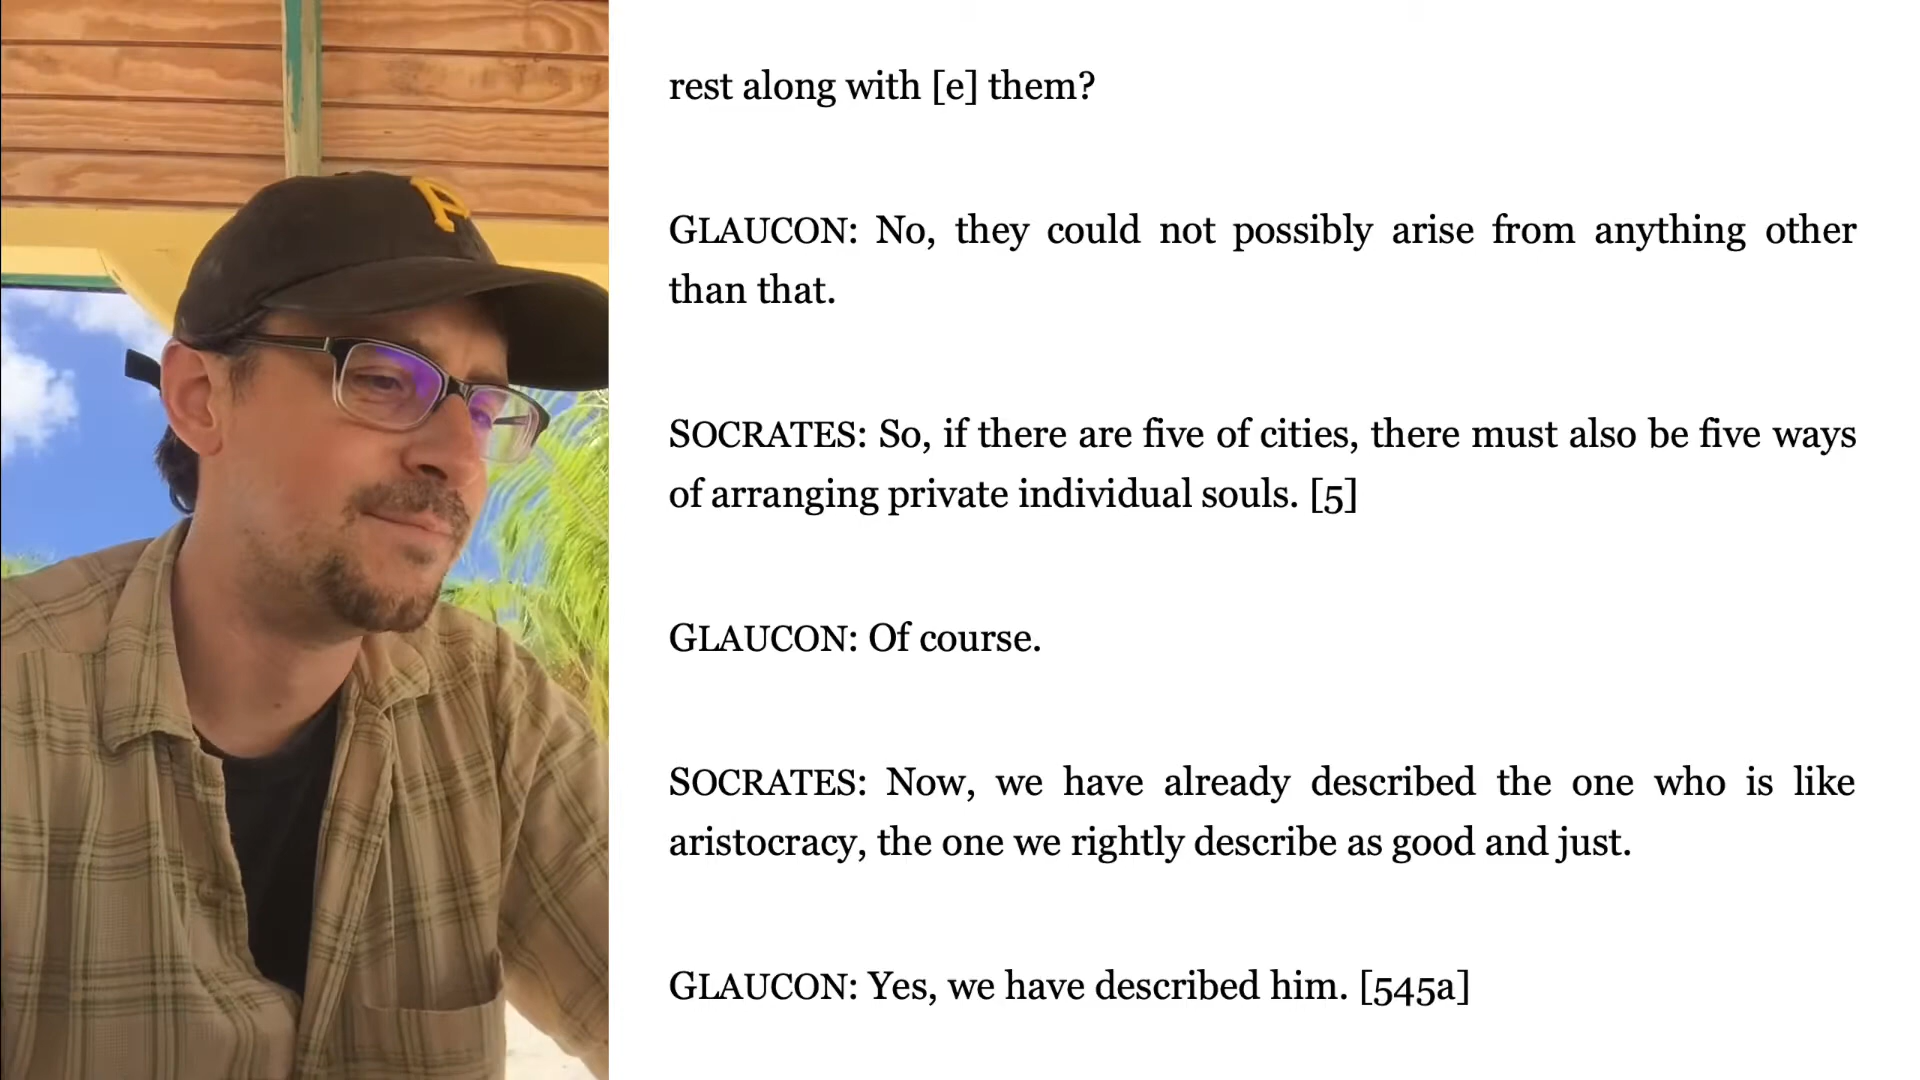 rest along with [e] them?
GLAUCON: No, they could not possibly arise from anything other
than that.
SOCRATES: So, if there are five of cities, there must also be five ways
of arranging private individual souls. [5]
GLAUCON: Of course.
SOCRATES: Now, we have already described the one who is like
aristocracy, the one we rightly describe as good and just.
GLAUCON: Yes, we have described him. [545a]
P